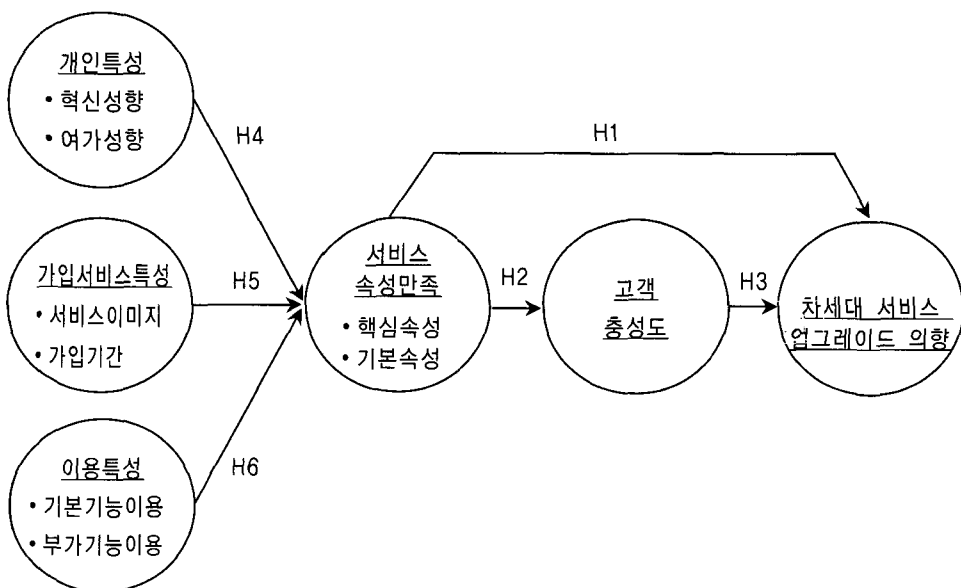 개인특성
• 혁신성향
• 여가성향
H4
H1
가입서비스특성
• 서비스이미지
• 가입기간
H5
서비스
속성만족
• 핵심속성
• 기본속성
H2
고객
충성도
H3
차세대 서비스
업그레이드 의향
이용특성
• 기본기능이용
• 부가기능이용
H6